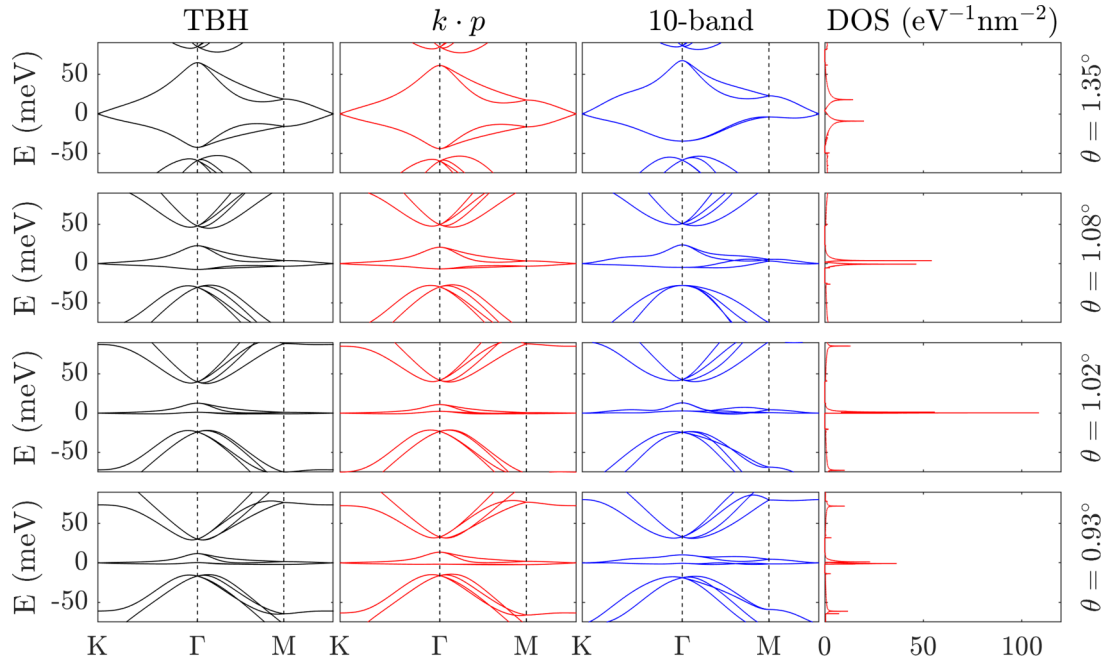 TBH k · p 10-band DOS (eV⁻¹nm⁻²)
E (meV) 50 0 -50 θ = 1.35°
E (meV) 50 0 -50 θ = 1.08°
E (meV) 50 0 -50 θ = 1.02°
E (meV) 50 0 -50 θ = 0.93°
K Γ M K Γ M K Γ M 0 50 100